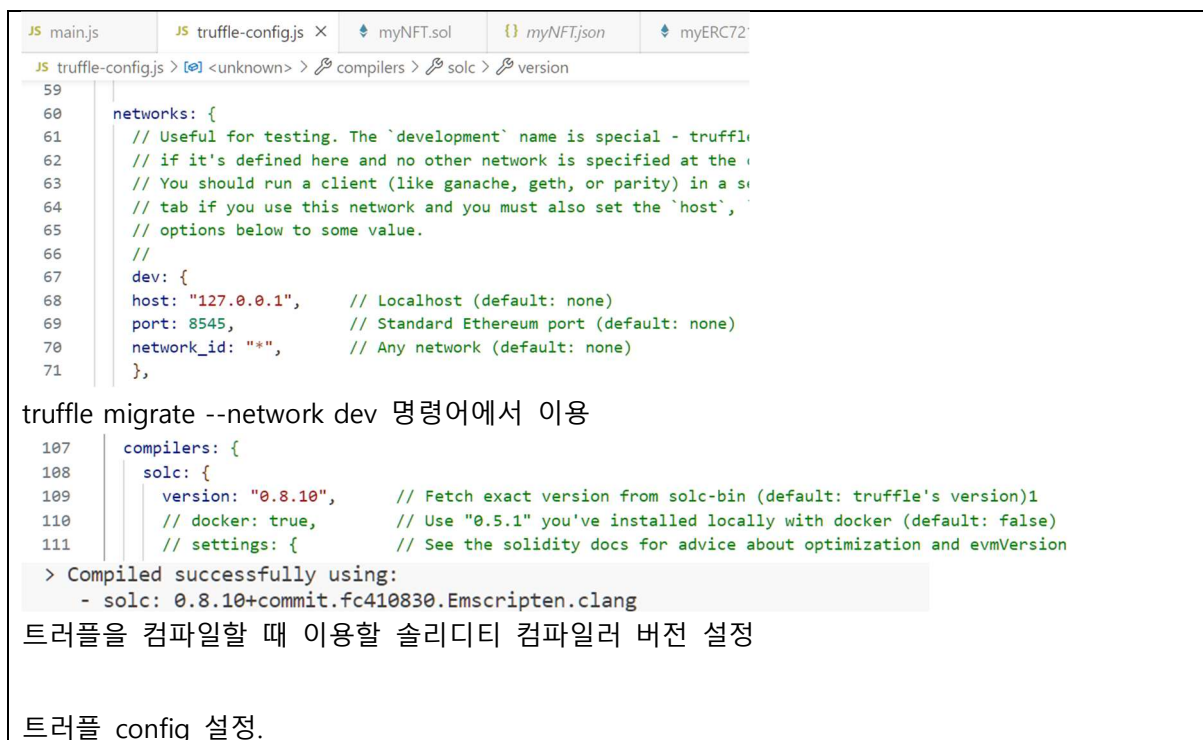 JS main.js JS truffle-config.js × myNFT.sol {} myNFT.json myERC72
JS truffle-config.js > <unknown> > compilers > solc > version
59
60 networks: {
61 // Useful for testing. The `development` name is special - truffle
62 // if it's defined here and no other network is specified at the
63 // You should run a client (like ganache, geth, or parity) in a
64 // tab if you use this network and you must also set the `host`, `
65 // options below to some value.
66 //
67 dev: {
68 host: "127.0.0.1", // Localhost (default: none)
69 port: 8545, // Standard Ethereum port (default: none)
70 network_id: "*", // Any network (default: none)
71 },
truffle migrate --network dev 명령어에서 이용
107 compilers: {
108 solc: {
109 version: "0.8.10", // Fetch exact version from solc-bin (default: truffle's version)1
110 // docker: true, // Use "0.5.1" you've installed locally with docker (default: false)
111 // settings: { // See the solidity docs for advice about optimization and evmVersion
> Compiled successfully using:
- solc: 0.8.10+commit.fc410830.Emscripten.clang
트러플을 컴파일할 때 이용할 솔리디티 컴파일러 버전 설정
트러플 config 설정.